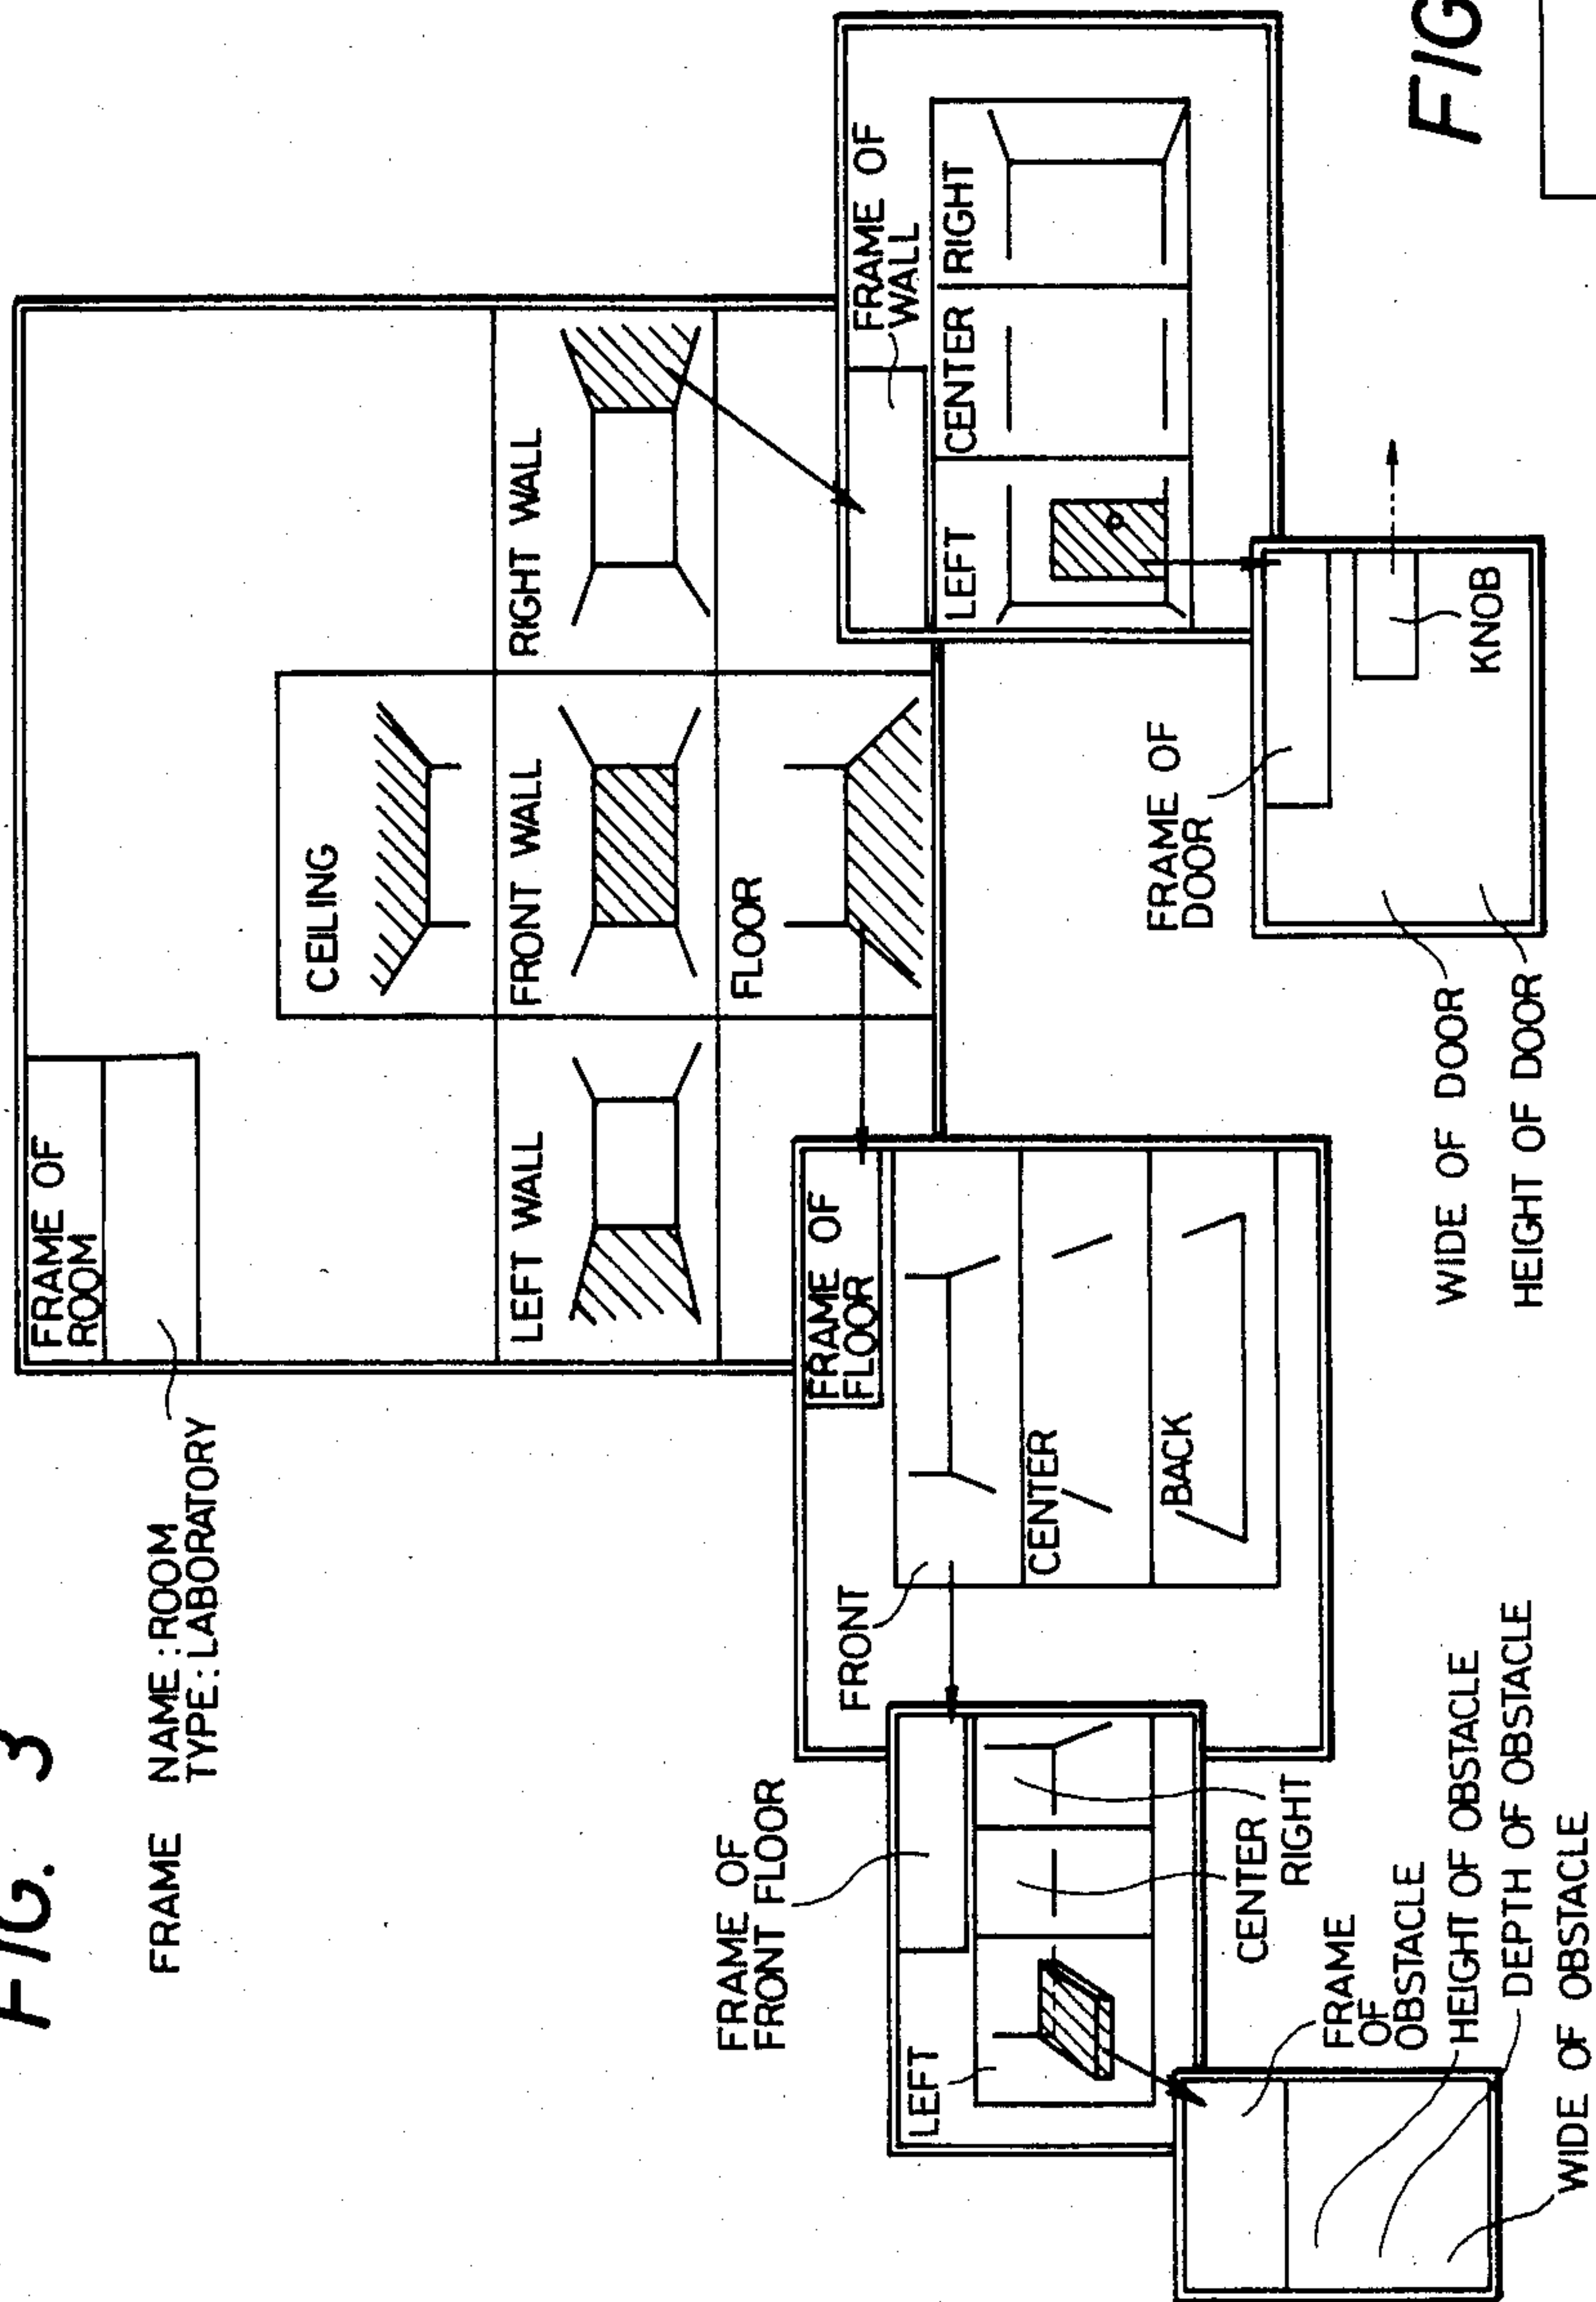 FIG. 3
FRAME NAME : ROOM
TYPE : LABORATORY
FRAME OF
ROOM
CEILING
LEFT WALL
FRONT WALL
RIGHT WALL
FLOOR
FRAME OF
WALL
LEFT
CENTER
RIGHT
FRAME OF
FLOOR
FRONT
CENTER
BACK
FRAME OF
DOOR
KNOB
WIDE OF DOOR
HEIGHT OF DOOR
FRAME OF
FRONT FLOOR
LEFT
CENTER
RIGHT
FRAME
OF
OBSTACLE
HEIGHT OF OBSTACLE
DEPTH OF OBSTACLE
WIDE OF OBSTACLE
FIG